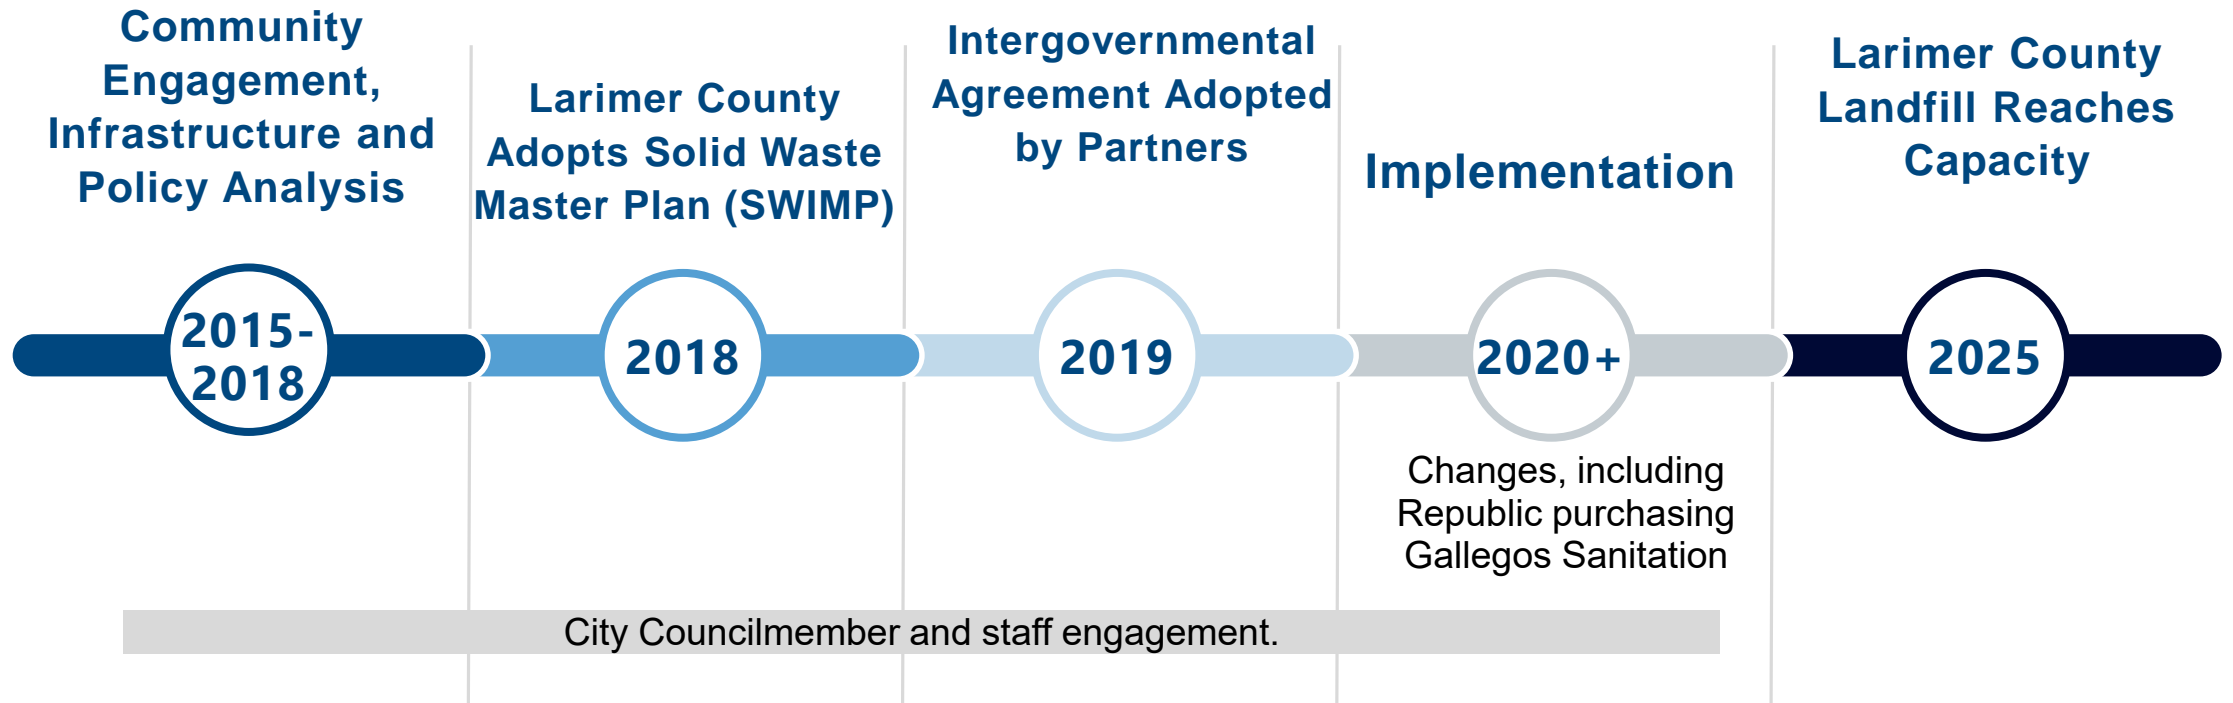 Community
Engagement,
Infrastructure and
Policy Analysis
Larimer County
Adopts Solid Waste
Master Plan (SWIMP)
Intergovernmental
Agreement Adopted
by Partners
Implementation
Larimer County
Landfill Reaches
Capacity
2015-
2018
2018
2019
2020+
2025
Changes, including
Republic purchasing
Gallegos Sanitation
City Councilmember and staff engagement.